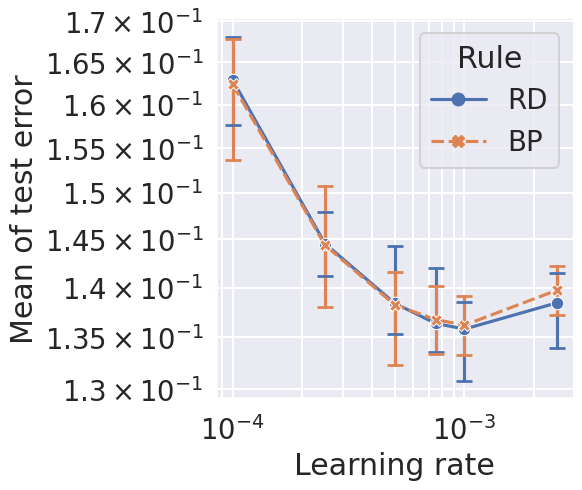 Mean of test error
1.7 × 10⁻¹
1.65 × 10⁻¹
1.6 × 10⁻¹
1.55 × 10⁻¹
1.5 × 10⁻¹
1.45 × 10⁻¹
1.4 × 10⁻¹
1.35 × 10⁻¹
1.3 × 10⁻¹
Rule
RD
BP
10⁻⁴
10⁻³
Learning rate